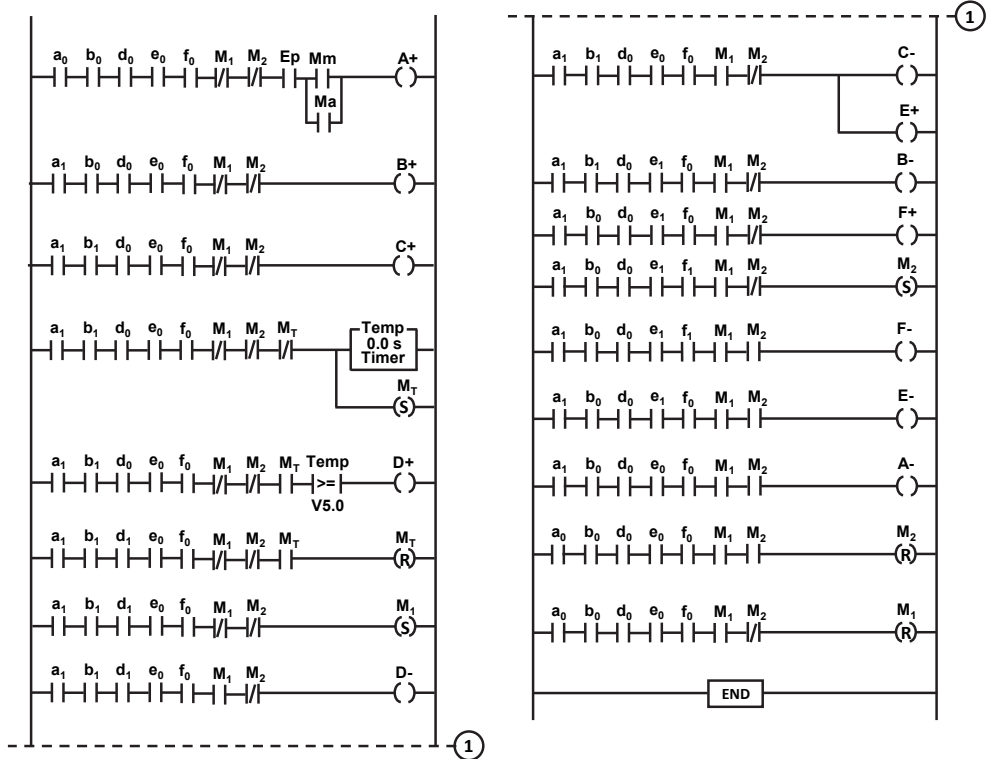 a₀ b₀ d₀ e₀ f₀ M₁ M₂ Ep Mm A+
Ma
a₁ b₀ d₀ e₀ f₀ M₁ M₂ B+
a₁ b₁ d₀ e₀ f₀ M₁ M₂ C+
a₁ b₁ d₀ e₀ f₀ M₁ M₂ M_T Temp
0.0 s
Timer
M_T
S
a₁ b₁ d₀ e₀ f₀ M₁ M₂ M_T Temp D+
>=
V5.0
a₁ b₁ d₁ e₀ f₀ M₁ M₂ M_T M_T
R
a₁ b₁ d₁ e₀ f₀ M₁ M₂ M₁
S
a₁ b₁ d₁ e₀ f₀ M₁ M₂ D-
1
1
a₁ b₁ d₀ e₀ f₀ M₁ M₂ C-
E+
a₁ b₁ d₀ e₁ f₀ M₁ M₂ B-
a₁ b₀ d₀ e₁ f₀ M₁ M₂ F+
a₁ b₀ d₀ e₁ f₁ M₁ M₂ M₂
S
a₁ b₀ d₀ e₁ f₁ M₁ M₂ F-
a₁ b₀ d₀ e₁ f₀ M₁ M₂ E-
a₁ b₀ d₀ e₀ f₀ M₁ M₂ A-
a₀ b₀ d₀ e₀ f₀ M₁ M₂ M₂
R
a₀ b₀ d₀ e₀ f₀ M₁ M₂ M₁
R
END